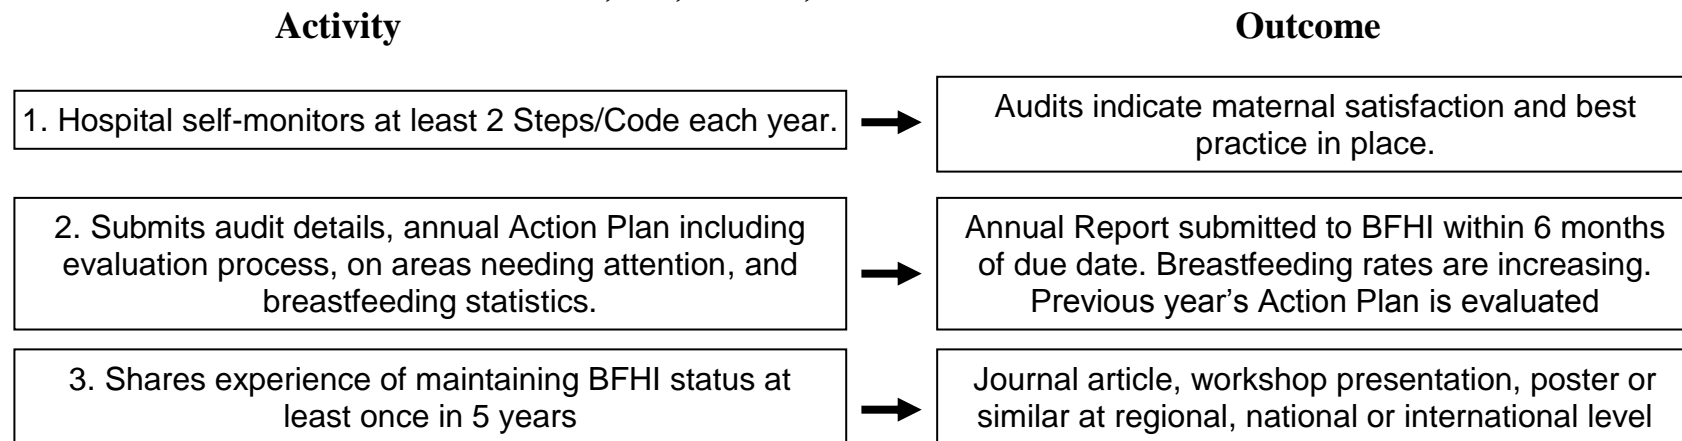 Activity
Outcome
1. Hospital self-monitors at least 2 Steps/Code each year.
Audits indicate maternal satisfaction and best
practice in place.
2. Submits audit details, annual Action Plan including
evaluation process, on areas needing attention, and
breastfeeding statistics.
Annual Report submitted to BFHI within 6 months
of due date. Breastfeeding rates are increasing.
Previous year's Action Plan is evaluated
3. Shares experience of maintaining BFHI status at
least once in 5 years
Journal article, workshop presentation, poster or
similar at regional, national or international level